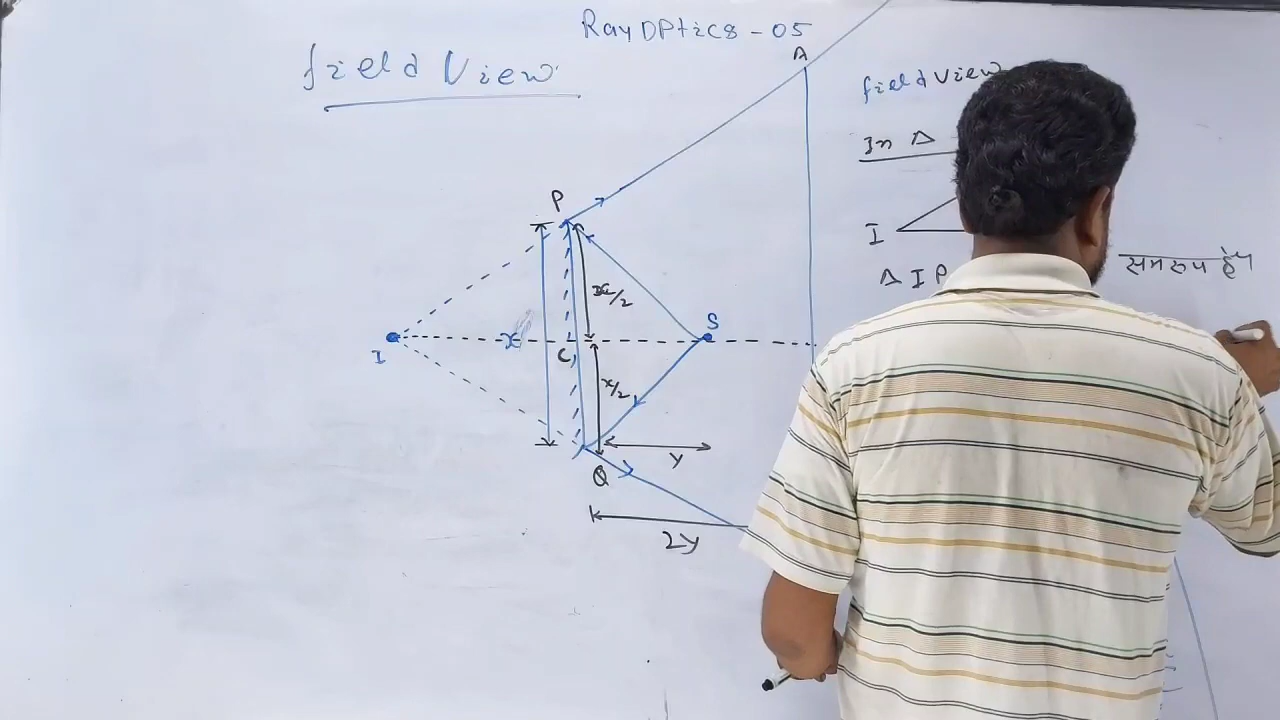 Ray Optics - 05
field View
A
field View
In Δ
P
I
Δ I P
समरूप है
x/2
S
I
x
C
x/2
y
Q
2y